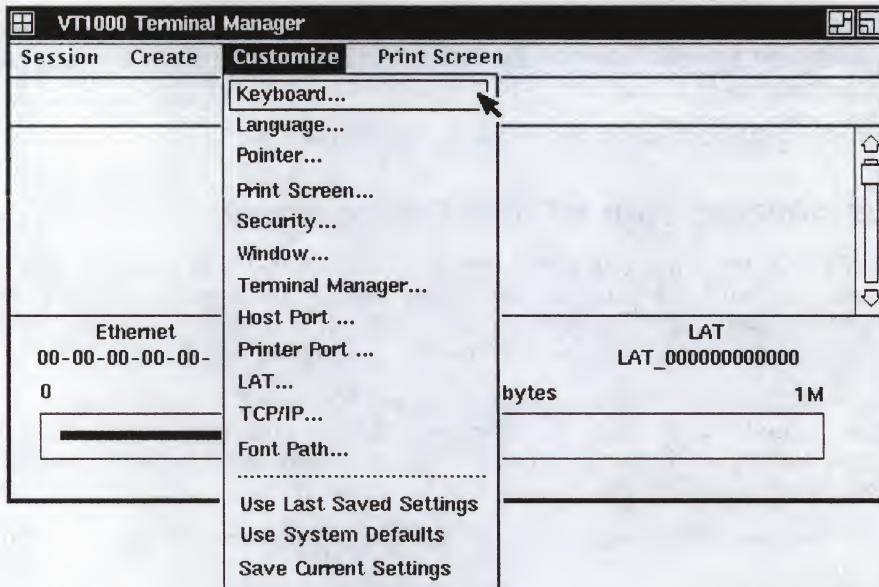 VT1000 Terminal Manager
Session Create Customize Print Screen
Keyboard...
Language...
Pointer...
Print Screen...
Security...
Window...
Terminal Manager...
Host Port ...
Printer Port ...
LAT...
TCP/IP...
Font Path...
Use Last Saved Settings
Use System Defaults
Save Current Settings
Ethernet
00-00-00-00-00-
LAT
LAT_000000000000
0 bytes 1M